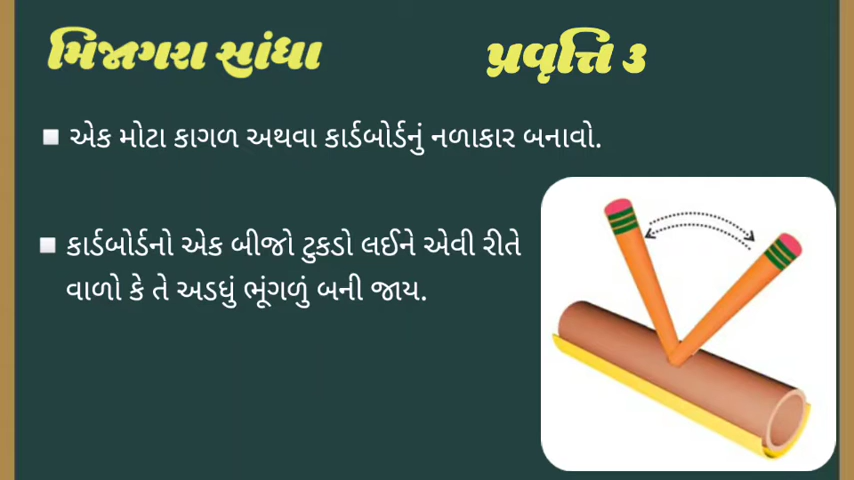 મિજાગરા સાંધા પ્રવૃત્તિ ૩
એક મોટા કાગળ અથવા કાર્ડબોર્ડનું નળાકાર બનાવો.
કાર્ડબોર્ડનો એક બીજો ટુકડો લઈને એવી રીતે
વાળો કે તે અડધું ભૂંગળું બની જાય.